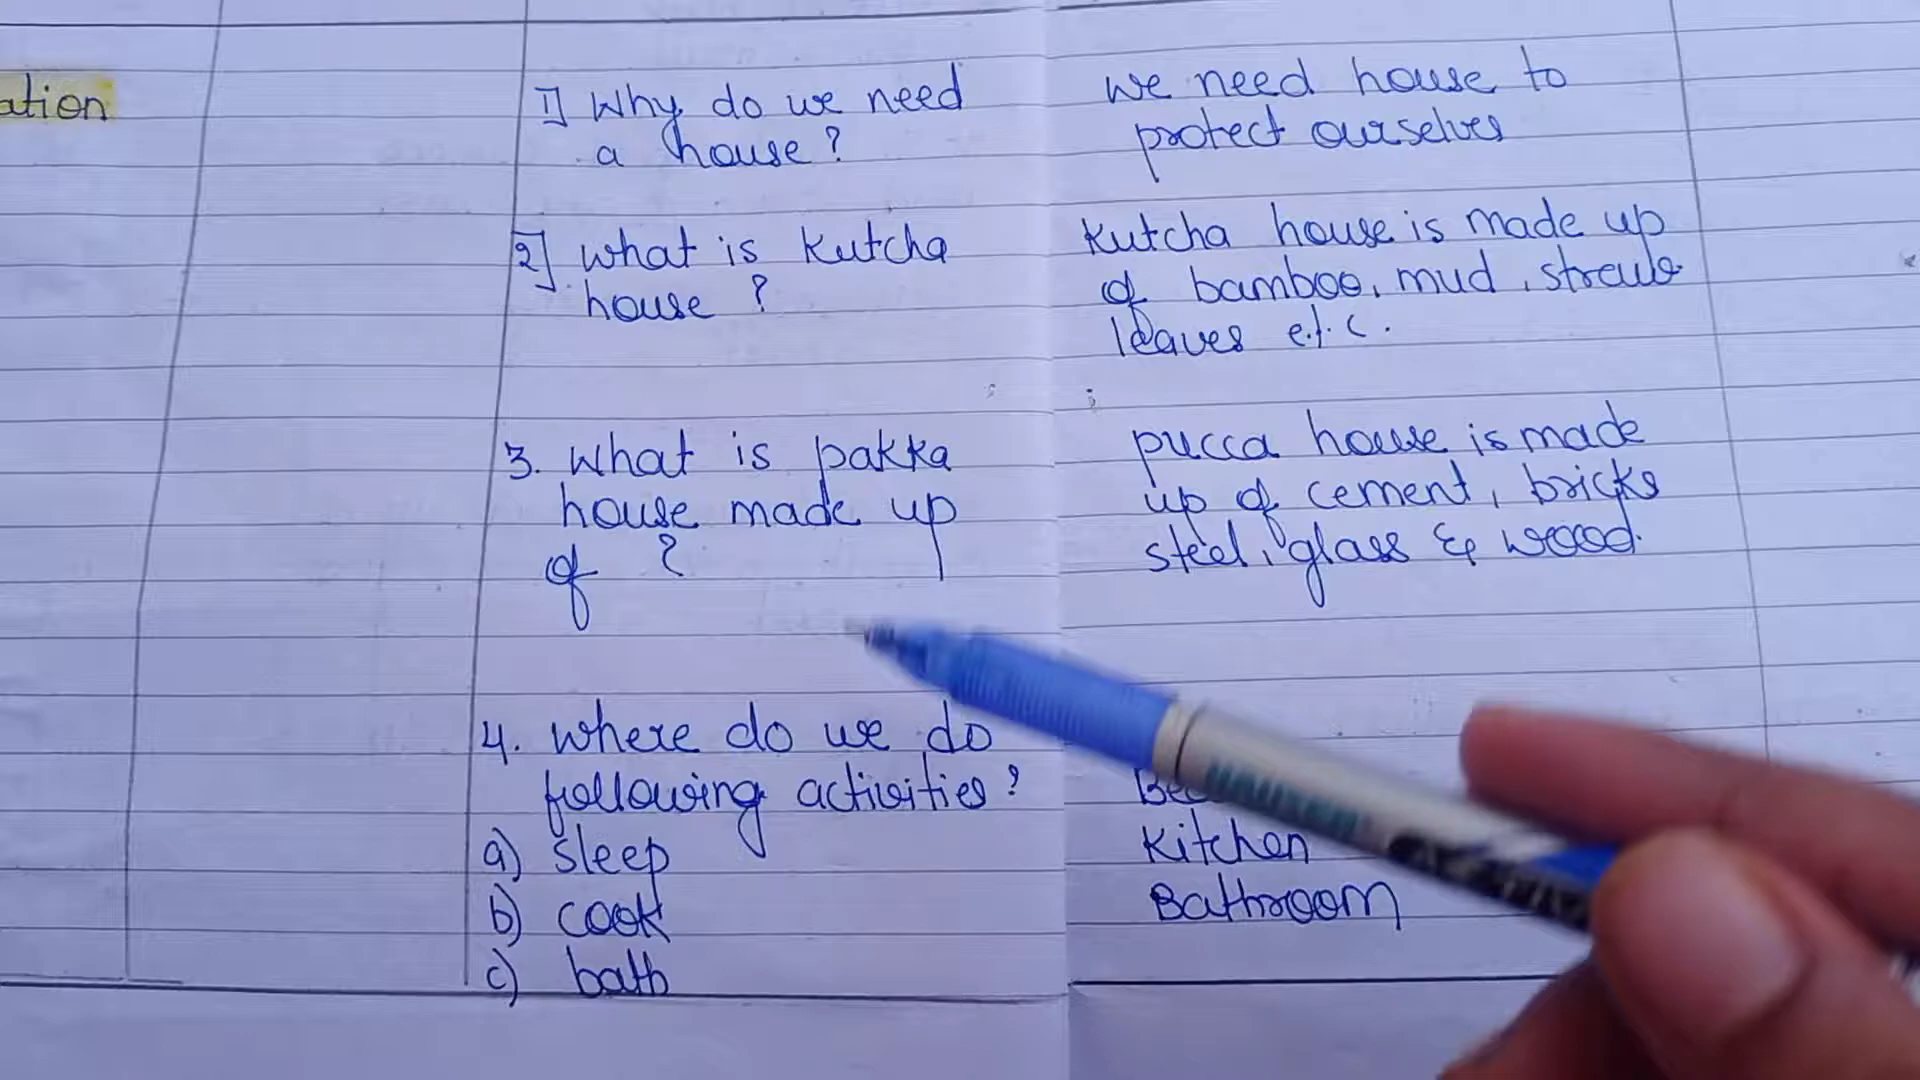 ation
1] Why do we need
a house?
we need house to
protect ourselves
2] what is Kutcha
house ?
Kutcha house is made up
of bamboo, mud, straws
leaves e.t.c.
3. what is pakka
house made up
of ?
pucca house is made
up of cement, bricks
steel, glass & wood.
4. where do we do
following activities?
a) sleep
b) cook
Kitchen
c) bath
Bathroom